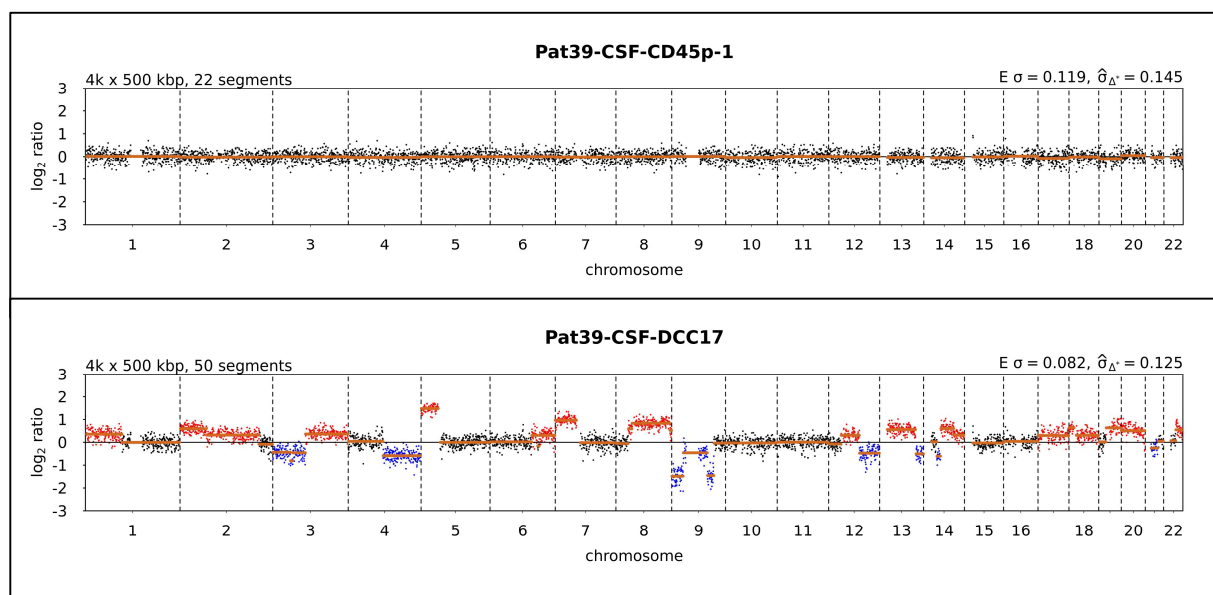 Pat39-CSF-CD45p-1
4k x 500 kbp, 22 segments
E σ = 0.119, σ̂Δ* = 0.145
3
2
1
0
-1
-2
-3
log2 ratio
1 2 3 4 5 6 7 8 9 10 11 12 13 14 15 16 18 20 22
chromosome
Pat39-CSF-DCC17
4k x 500 kbp, 50 segments
E σ = 0.082, σ̂Δ* = 0.125
3
2
1
0
-1
-2
-3
log2 ratio
1 2 3 4 5 6 7 8 9 10 11 12 13 14 15 16 18 20 22
chromosome